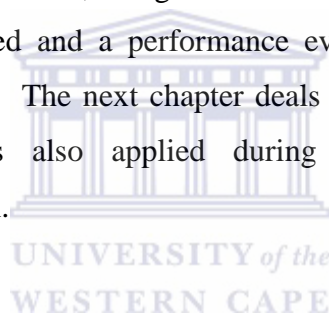 ed and a performance ev
The next chapter deals
s also applied during
UNIVERSITY of the
WESTERN CAPE